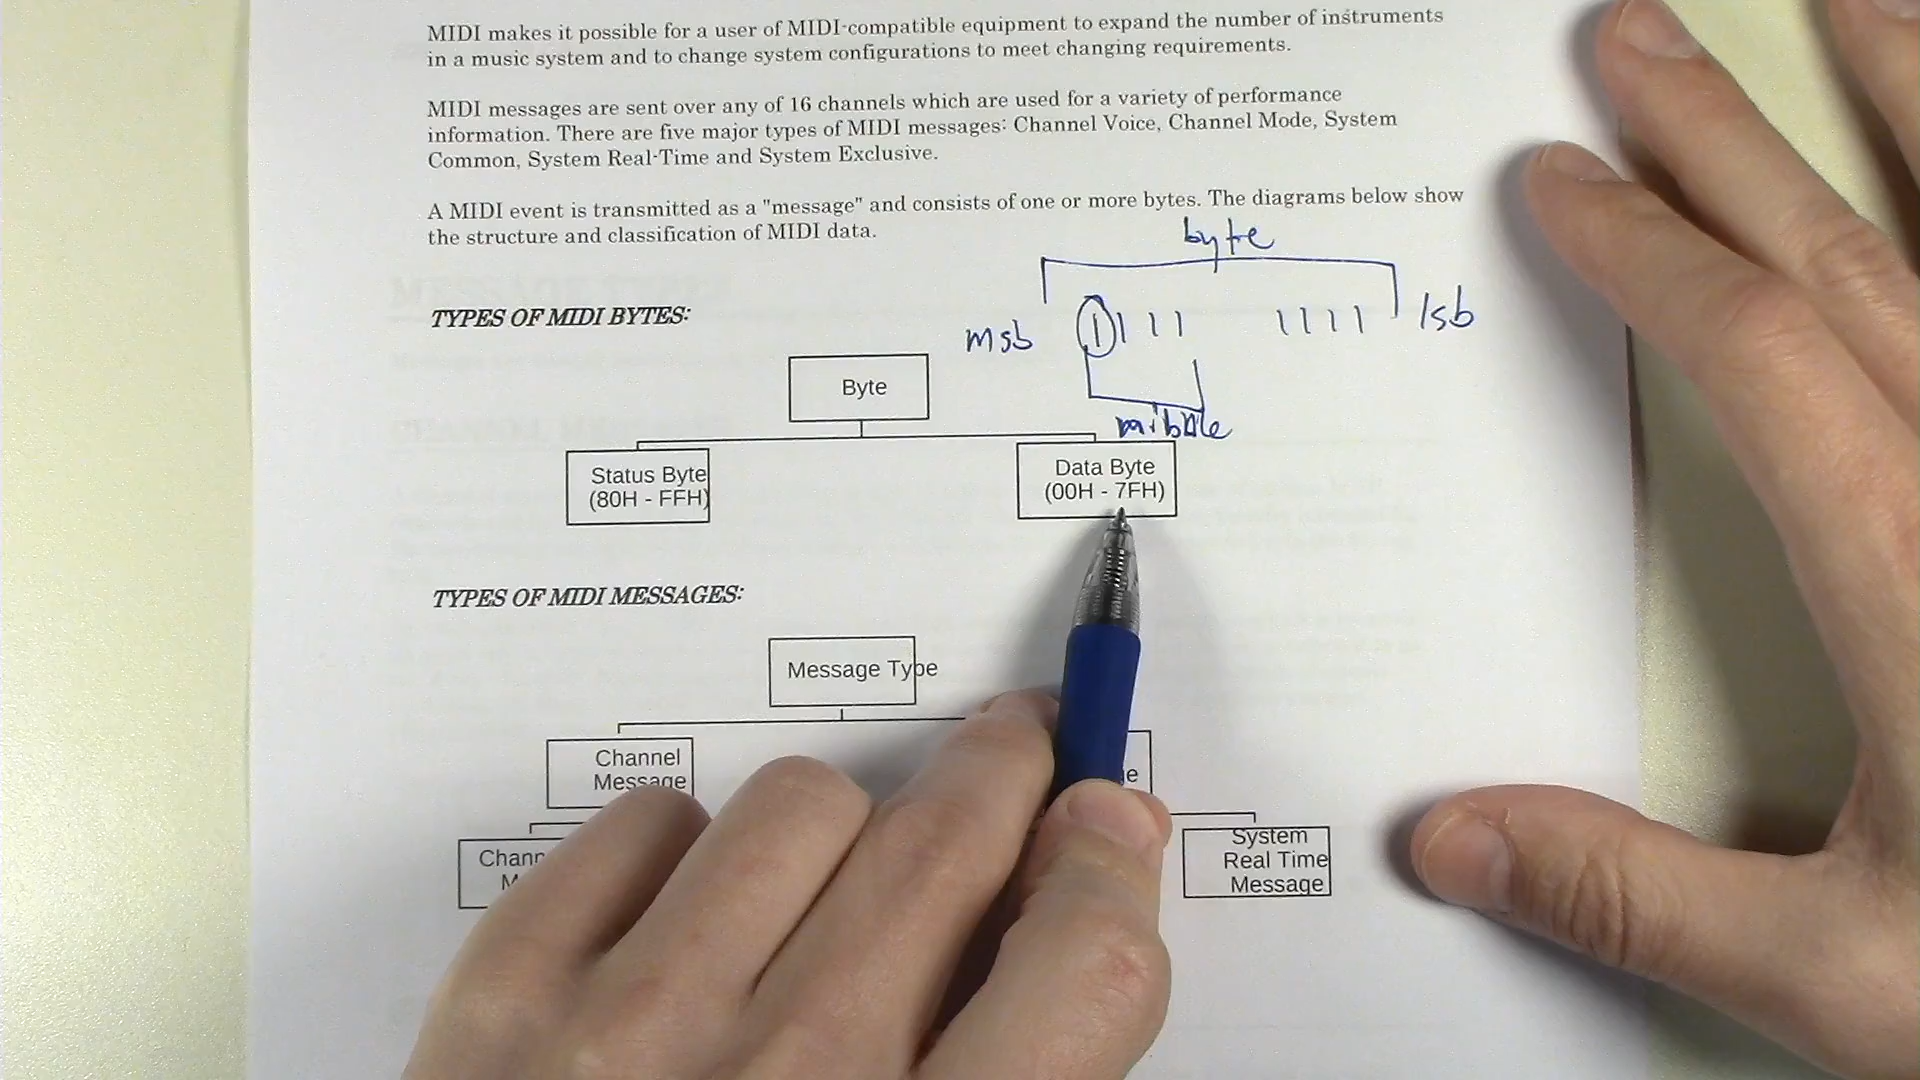 MIDI makes it possible for a user of MIDI-compatible equipment to expand the number of instruments
in a music system and to change system configurations to meet changing requirements.
MIDI messages are sent over any of 16 channels which are used for a variety of performance
information. There are five major types of MIDI messages: Channel Voice, Channel Mode, System
Common, System Real-Time and System Exclusive.
A MIDI event is transmitted as a "message" and consists of one or more bytes. The diagrams below show
the structure and classification of MIDI data.
byte
TYPES OF MIDI BYTES:
msb 1111 1111 lsb
Byte
nibble
Status Byte
(80H - FFH)
Data Byte
(00H - 7FH)
TYPES OF MIDI MESSAGES:
Message Type
Channel
Message
System
Real Time
Message